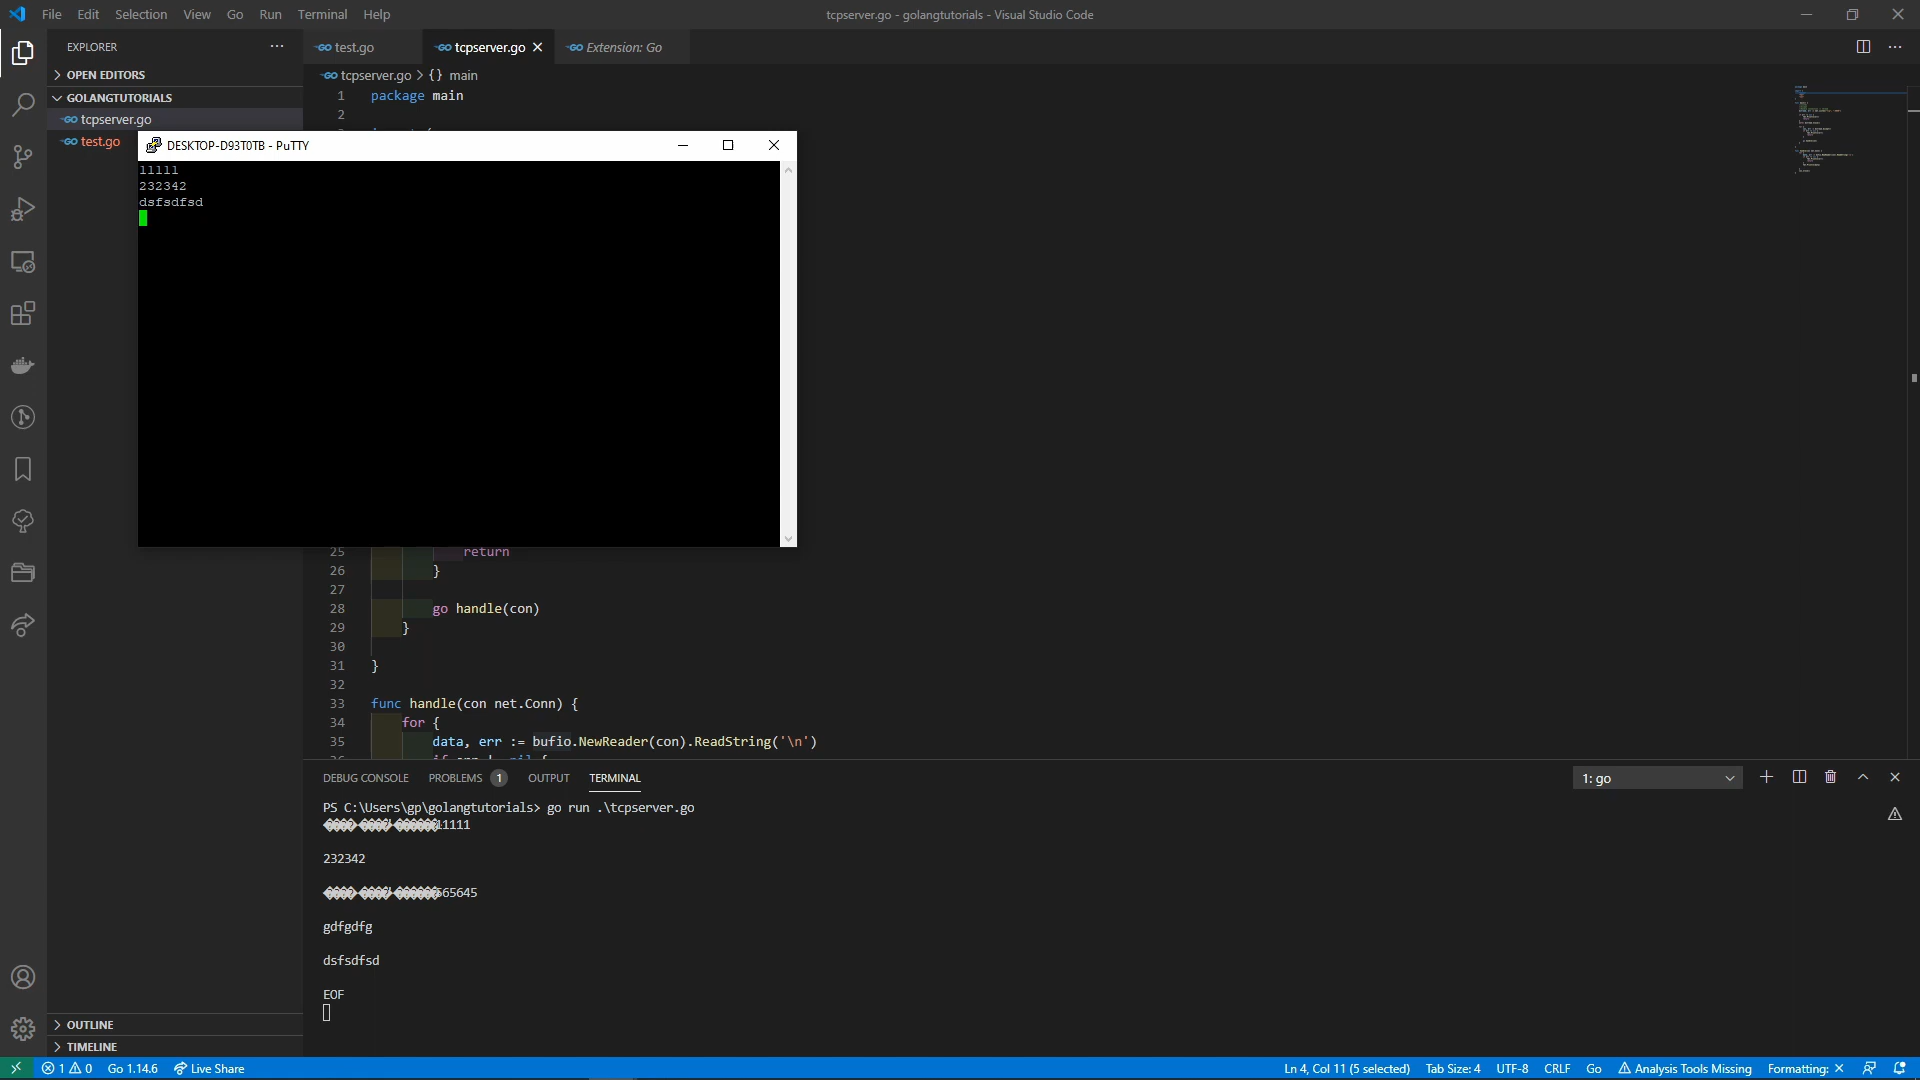 File Edit Selection View Go Run Terminal Help
tcpserver.go - golangtutorials - Visual Studio Code
EXPLORER
OPEN EDITORS
GOLANGTUTORIALS
tcpserver.go
test.go
test.go
tcpserver.go
Extension: Go
tcpserver.go > {} main
1 package main
2
DESKTOP-D93T0TB - PuTTY
11111
232342
dsfsdfsd
25 return
26 }
27
28 go handle(con)
29 }
30
31 }
32
33 func handle(con net.Conn) {
34 for {
35 data, err := bufio.NewReader(con).ReadString('\n')
DEBUG CONSOLE PROBLEMS 1 OUTPUT TERMINAL
1: go
PS C:\Users\gp\golangtutorials> go run .\tcpserver.go
11111
232342
565645
gdfgdfg
dsfsdfsd
EOF
OUTLINE
TIMELINE
1 0 Go 1.14.6 Live Share
Ln 4, Col 11 (5 selected) Tab Size: 4 UTF-8 CRLF Go Analysis Tools Missing Formatting: ✕